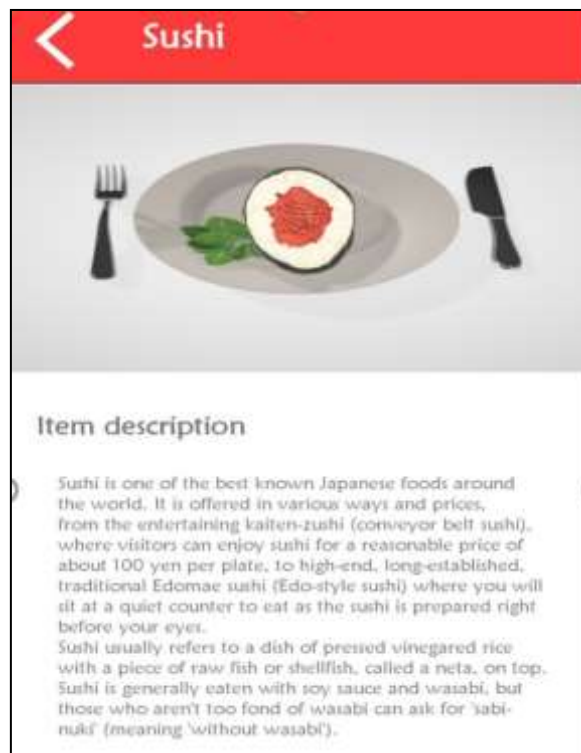 Sushi
Item description
Sushi is one of the best known Japanese foods around
the world. It is offered in various ways and prices,
from the entertaining kaiten-zushi (conveyor belt sushi),
where visitors can enjoy sushi for a reasonable price of
about 100 yen per plate, to high-end, long-established,
traditional Edomae sushi (Edo-style sushi) where you will
sit at a quiet counter to eat as the sushi is prepared right
before your eyes.
Sushi usually refers to a dish of pressed vinegared rice
with a piece of raw fish or shellfish, called a neta, on top.
Sushi is generally eaten with soy sauce and wasabi, but
those who aren't too fond of wasabi can ask for 'sabi-
nuki' (meaning 'without wasabi').